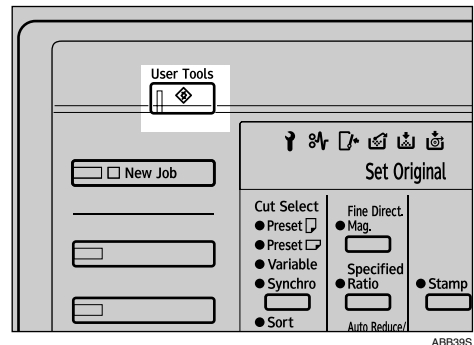 User Tools
New Job
Set Original
Cut Select
Preset
Preset
Variable
Synchro
Sort
Fine Direct.
Mag.
Specified
Ratio
Auto Reduce/
Stamp
ABB39S